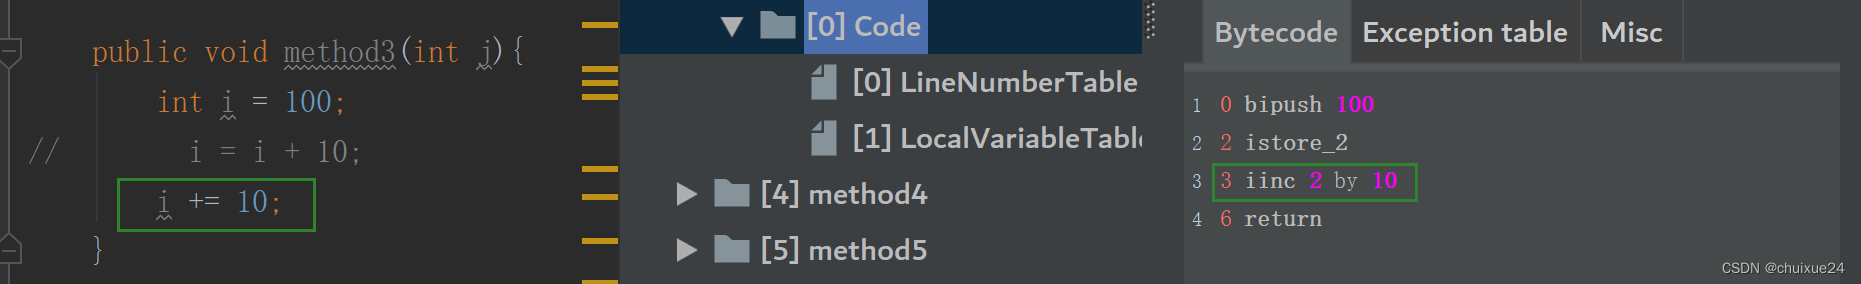 public void method3(int j){
int i = 100;
//          i = i + 10;
i += 10;
}
[0] Code
[0] LineNumberTable
[1] LocalVariableTabl
[4] method4
[5] method5
Bytecode Exception table Misc
1 0 bipush 100
2 2 istore_2
3 3 iinc 2 by 10
4 6 return
CSDN @chuixue24